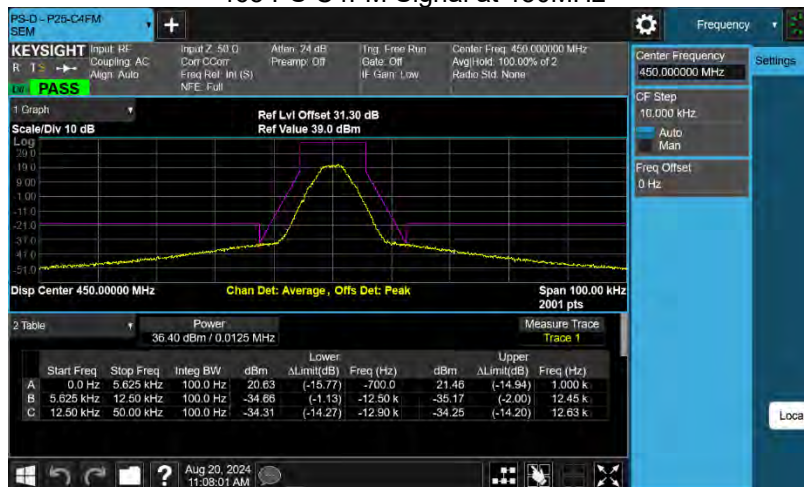 PS-D - P25-C4FM
SEM
Frequency
KEYSIGHT
R T S
Align: Auto
PASS
Input: RF
Coupling: AC
Input Z: 50 Ω
Corr CCorr
Freq Ref: Int (S)
NFE: Full
Atten: 24 dB
Preamp: Off
Trig: Free Run
Gate: Off
IF Gain: Low
Center Freq: 450.000000 MHz
Avg|Hold: 100.00% of 2
Radio Std: None
Center Frequency
450.000000 MHz
Settings
CF Step
10.000 kHz
Auto
Man
Freq Offset
0 Hz
1 Graph
Scale/Div 10 dB
Ref Lvl Offset 31.30 dB
Ref Value 39.0 dBm
Log
29.0
19.0
9.00
-1.00
-11.0
-21.0
-41.0
-51.0
Disp Center 450.00000 MHz
Chan Det: Average, Offs Det: Peak
Span 100.00 kHz
2001 pts
2 Table
Power
36.40 dBm / 0.0125 MHz
Measure Trace
Trace 1
Lower Upper
Start Freq Stop Freq Integ BW dBm ΔLimit(dB) Freq (Hz) dBm ΔLimit(dB) Freq (Hz)
A 0.0 Hz 5.625 kHz 100.0 Hz 20.63 (-15.77) -700.0 21.46 (-14.94) 1.000 k
B 5.625 kHz 12.50 kHz 100.0 Hz -34.66 (-1.13) -12.50 k -35.17 (-2.00) 12.45 k
C 12.50 kHz 50.00 kHz 100.0 Hz -34.31 (-14.27) -12.90 k -34.25 (-14.20) 12.63 k
Loca
?
Aug 20, 2024
11:08:01 AM